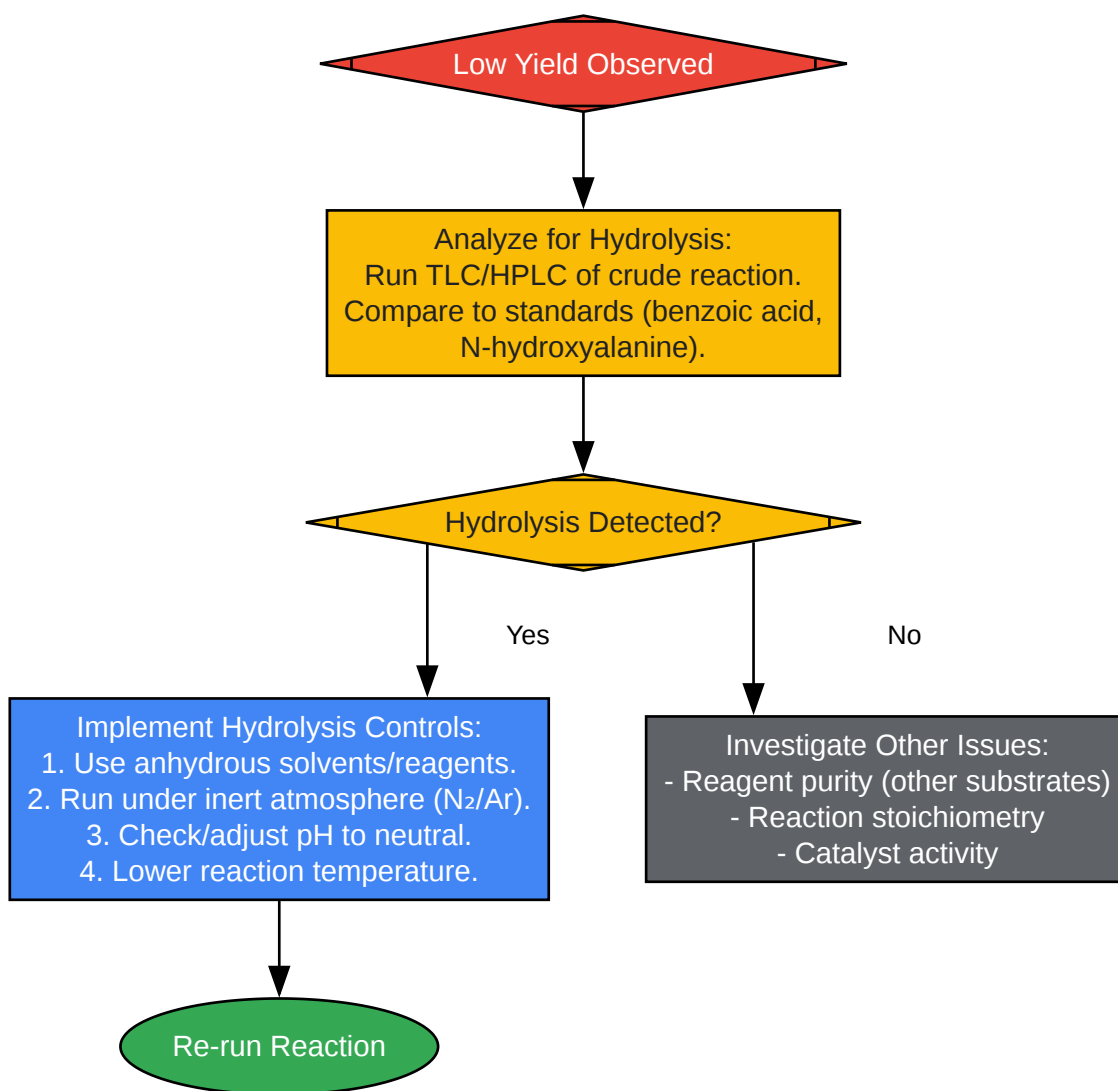 Low Yield Observed
Analyze for Hydrolysis:
Run TLC/HPLC of crude reaction.
Compare to standards (benzoic acid,
N-hydroxyalanine).
Hydrolysis Detected?
Yes
No
Implement Hydrolysis Controls:
1. Use anhydrous solvents/reagents.
2. Run under inert atmosphere (N₂/Ar).
3. Check/adjust pH to neutral.
4. Lower reaction temperature.
Investigate Other Issues:
- Reagent purity (other substrates)
- Reaction stoichiometry
- Catalyst activity
Re-run Reaction